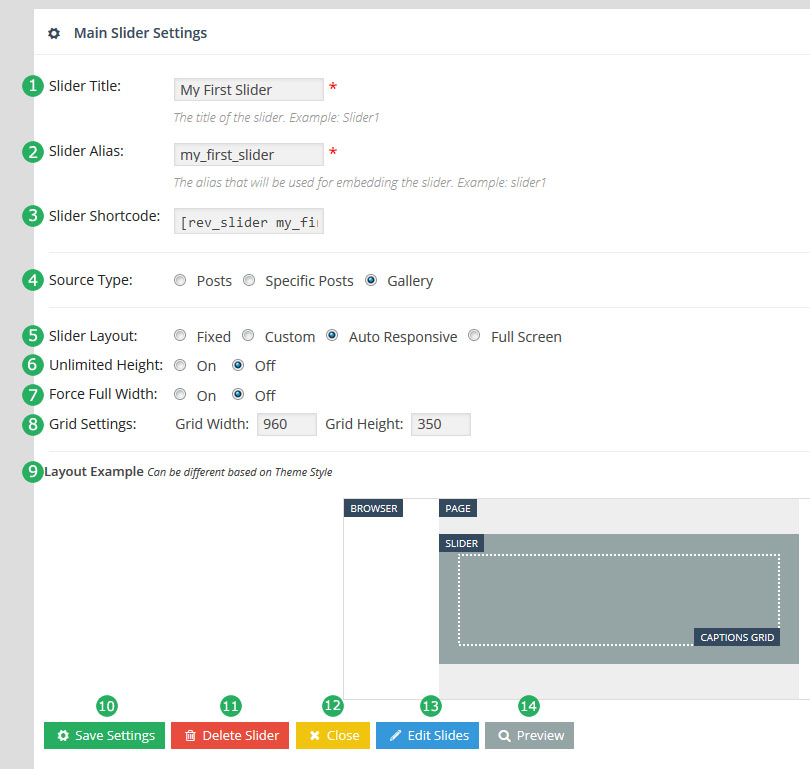 Main Slider Settings
1 Slider Title: My First Slider *
The title of the slider. Example: Slider1
2 Slider Alias: my_first_slider *
The alias that will be used for embedding the slider. Example: slider1
3 Slider Shortcode: [rev_slider my_fi
4 Source Type: Posts Specific Posts Gallery
5 Slider Layout: Fixed Custom Auto Responsive Full Screen
6 Unlimited Height: On Off
7 Force Full Width: On Off
8 Grid Settings: Grid Width: 960 Grid Height: 350
9 Layout Example Can be different based on Theme Style
BROWSER PAGE
SLIDER
CAPTIONS GRID
10 11 12 13 14
Save Settings Delete Slider Close Edit Slides Preview